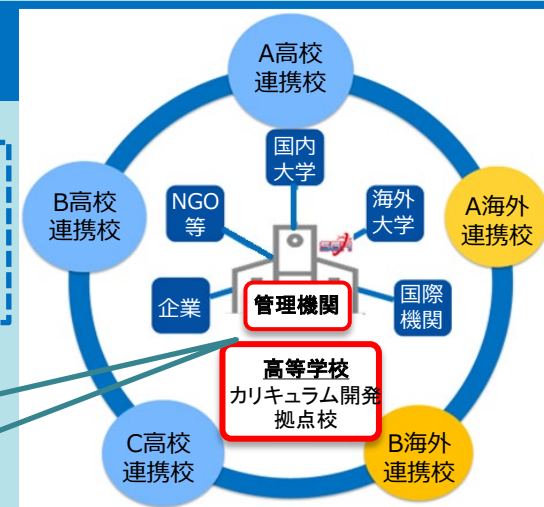 A高校
連携校
国内
大学
NGO
等
海外
大学
B高校
連携校
A海外
連携校
企業
管理機関
国際
機関
高等学校
カリキュラム開発
拠点校
C高校
連携校
B海外
連携校